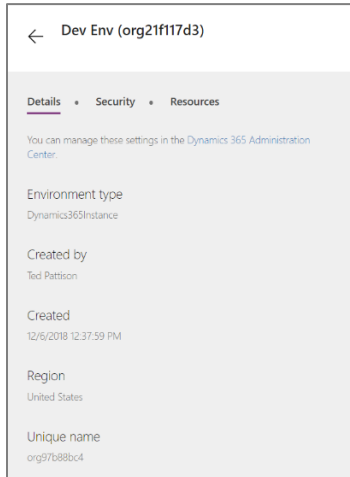 Dev Env (org21f117d3)
Details • Security • Resources
You can manage these settings in the Dynamics 365 Administration
Center.
Environment type
Dynamics365Instance
Created by
Ted Pattison
Created
12/6/2018 12:37:59 PM
Region
United States
Unique name
org97b88bc4